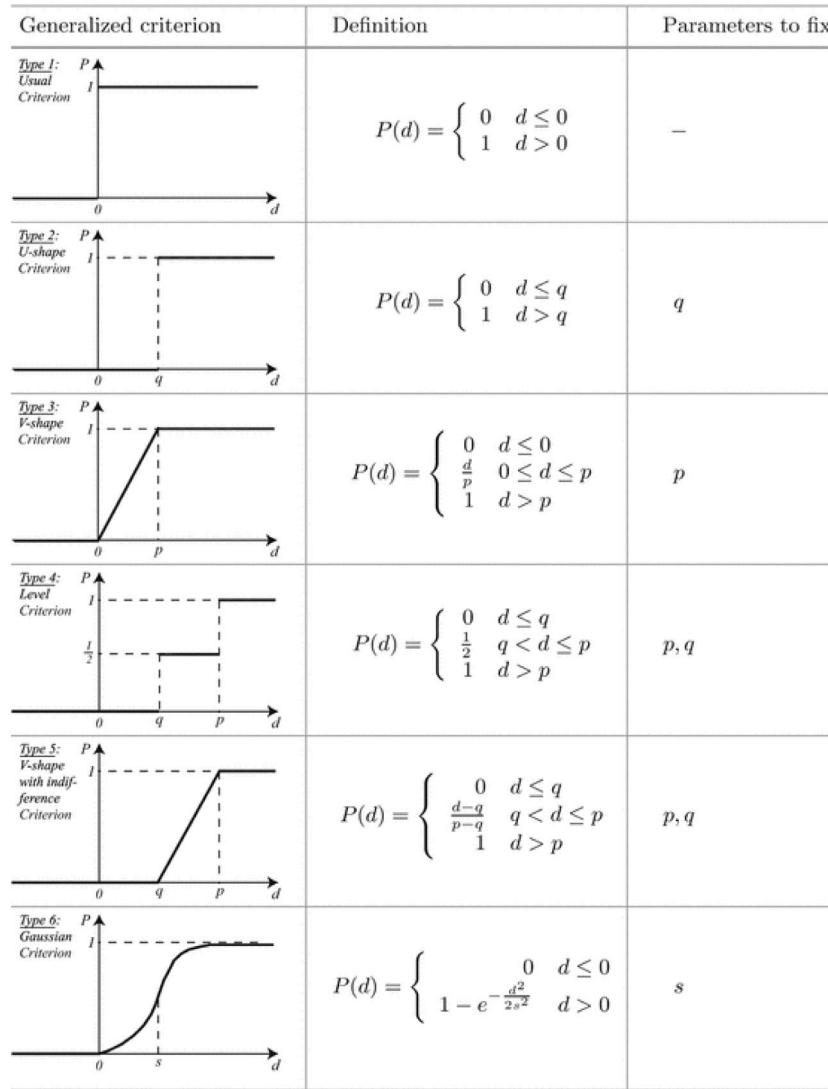 Generalized criterion Definition Parameters to fix
Type 1:
Usual
Criterion
P
1
0
d
P(d) = { 0 d ≤ 0
1 d > 0
−
Type 2:
U-shape
Criterion
P
1
0
q
d
P(d) = { 0 d ≤ q
1 d > q
q
Type 3:
V-shape
Criterion
P
1
0
p
d
P(d) = { 0 d ≤ 0
d/p 0 ≤ d ≤ p
1 d > p
p
Type 4:
Level
Criterion
P
1
1/2
0
q
p
d
P(d) = { 0 d ≤ q
1/2 q < d ≤ p
1 d > p
p, q
Type 5:
V-shape
with indif-
ference
Criterion
P
1
0
q
p
d
P(d) = { 0 d ≤ q
d−q/p−q q < d ≤ p
1 d > p
p, q
Type 6:
Gaussian
Criterion
P
1
0
s
d
P(d) = { 0 d ≤ 0
1 − e^−d²/2s² d > 0
s